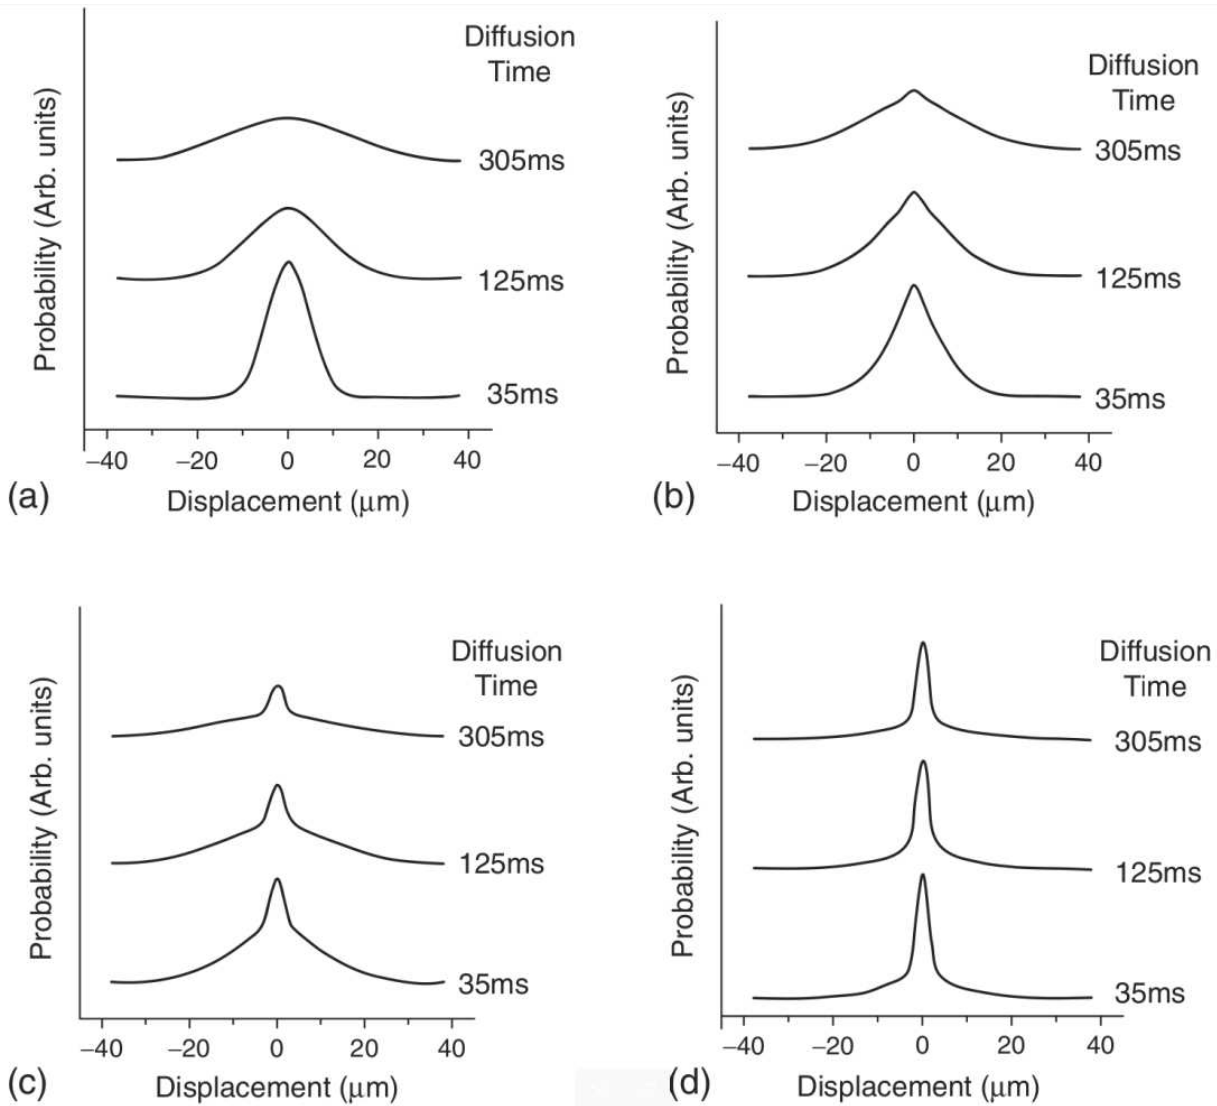 Diffusion
Time
305ms
125ms
35ms
Probability (Arb. units)
−40 −20 0 20 40
Displacement (μm)
(a)
Diffusion
Time
305ms
125ms
35ms
Probability (Arb. units)
−40 −20 0 20 40
Displacement (μm)
(b)
Diffusion
Time
305ms
125ms
35ms
Probability (Arb. units)
−40 −20 0 20 40
Displacement (μm)
(c)
Diffusion
Time
305ms
125ms
35ms
Probability (Arb. units)
−40 −20 0 20 40
Displacement (μm)
(d)